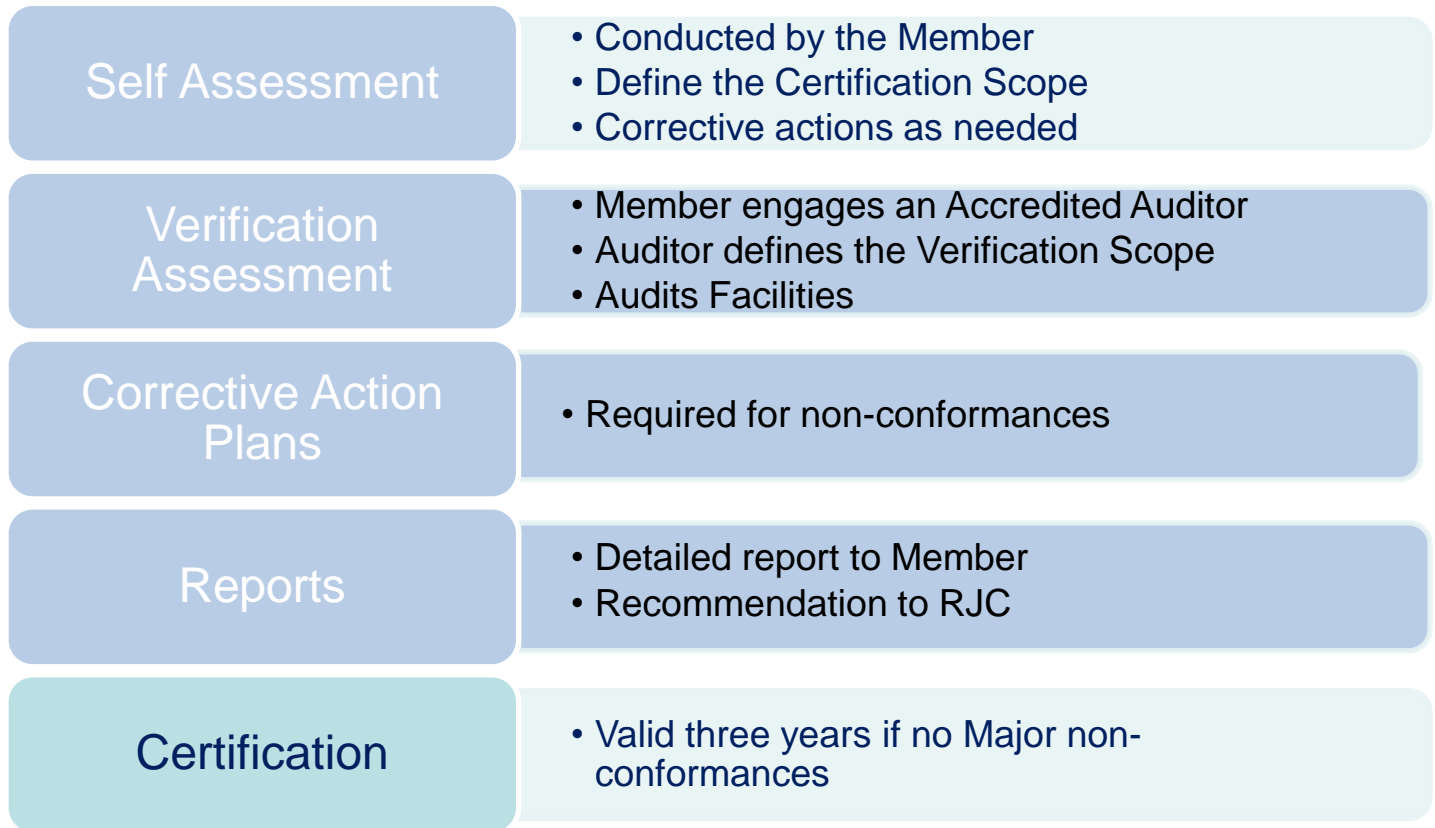 Self Assessment
• Conducted by the Member
• Define the Certification Scope
• Corrective actions as needed
Verification
Assessment
• Member engages an Accredited Auditor
• Auditor defines the Verification Scope
• Audits Facilities
Corrective Action
Plans
• Required for non-conformances
Reports
• Detailed report to Member
• Recommendation to RJC
Certification
• Valid three years if no Major non-
conformances